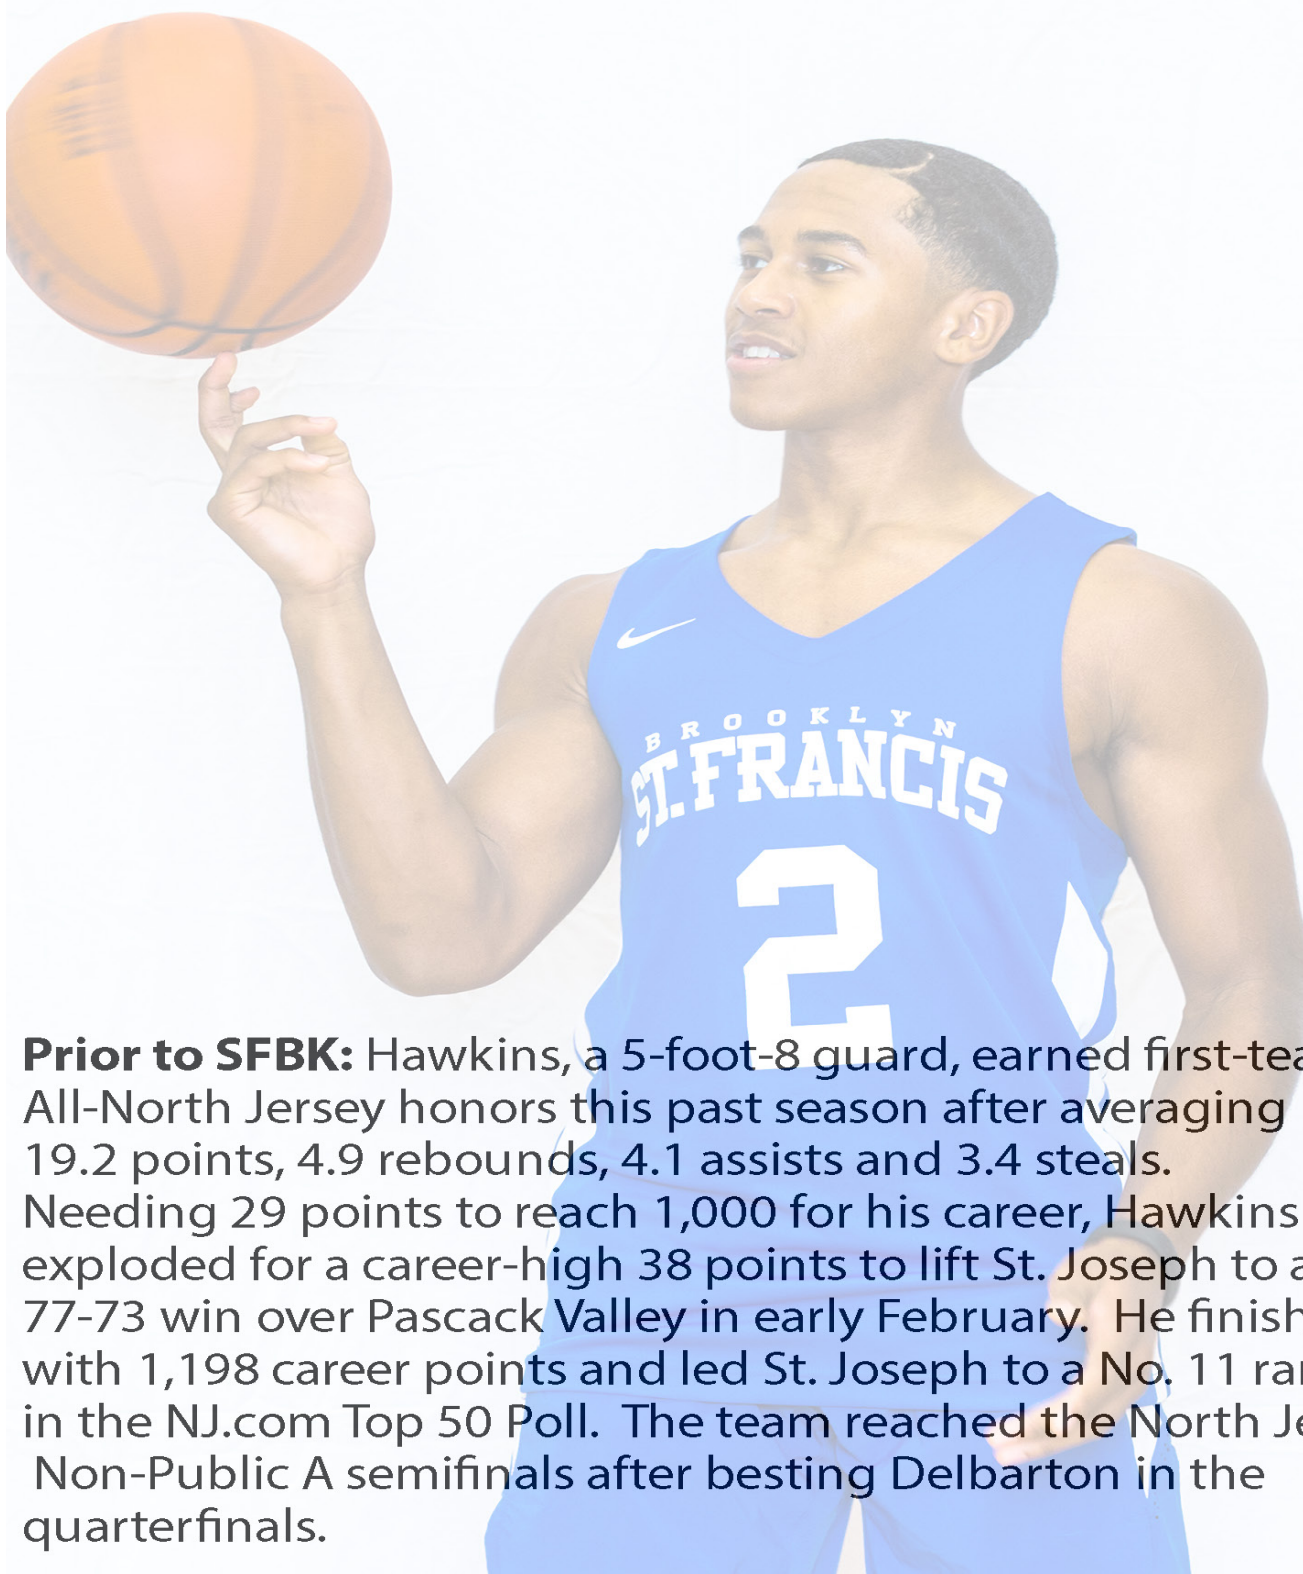 BROOKLYN
ST. FRANCIS
2
Prior to SFBK: Hawkins, a 5-foot-8 guard, earned first-tea
All-North Jersey honors this past season after averaging
19.2 points, 4.9 rebounds, 4.1 assists and 3.4 steals.
Needing 29 points to reach 1,000 for his career, Hawkins
exploded for a career-high 38 points to lift St. Joseph to a
77-73 win over Pascack Valley in early February.  He finish
with 1,198 career points and led St. Joseph to a No. 11 ra
in the NJ.com Top 50 Poll.  The team reached the North Je
Non-Public A semifinals after besting Delbarton in the
quarterfinals.